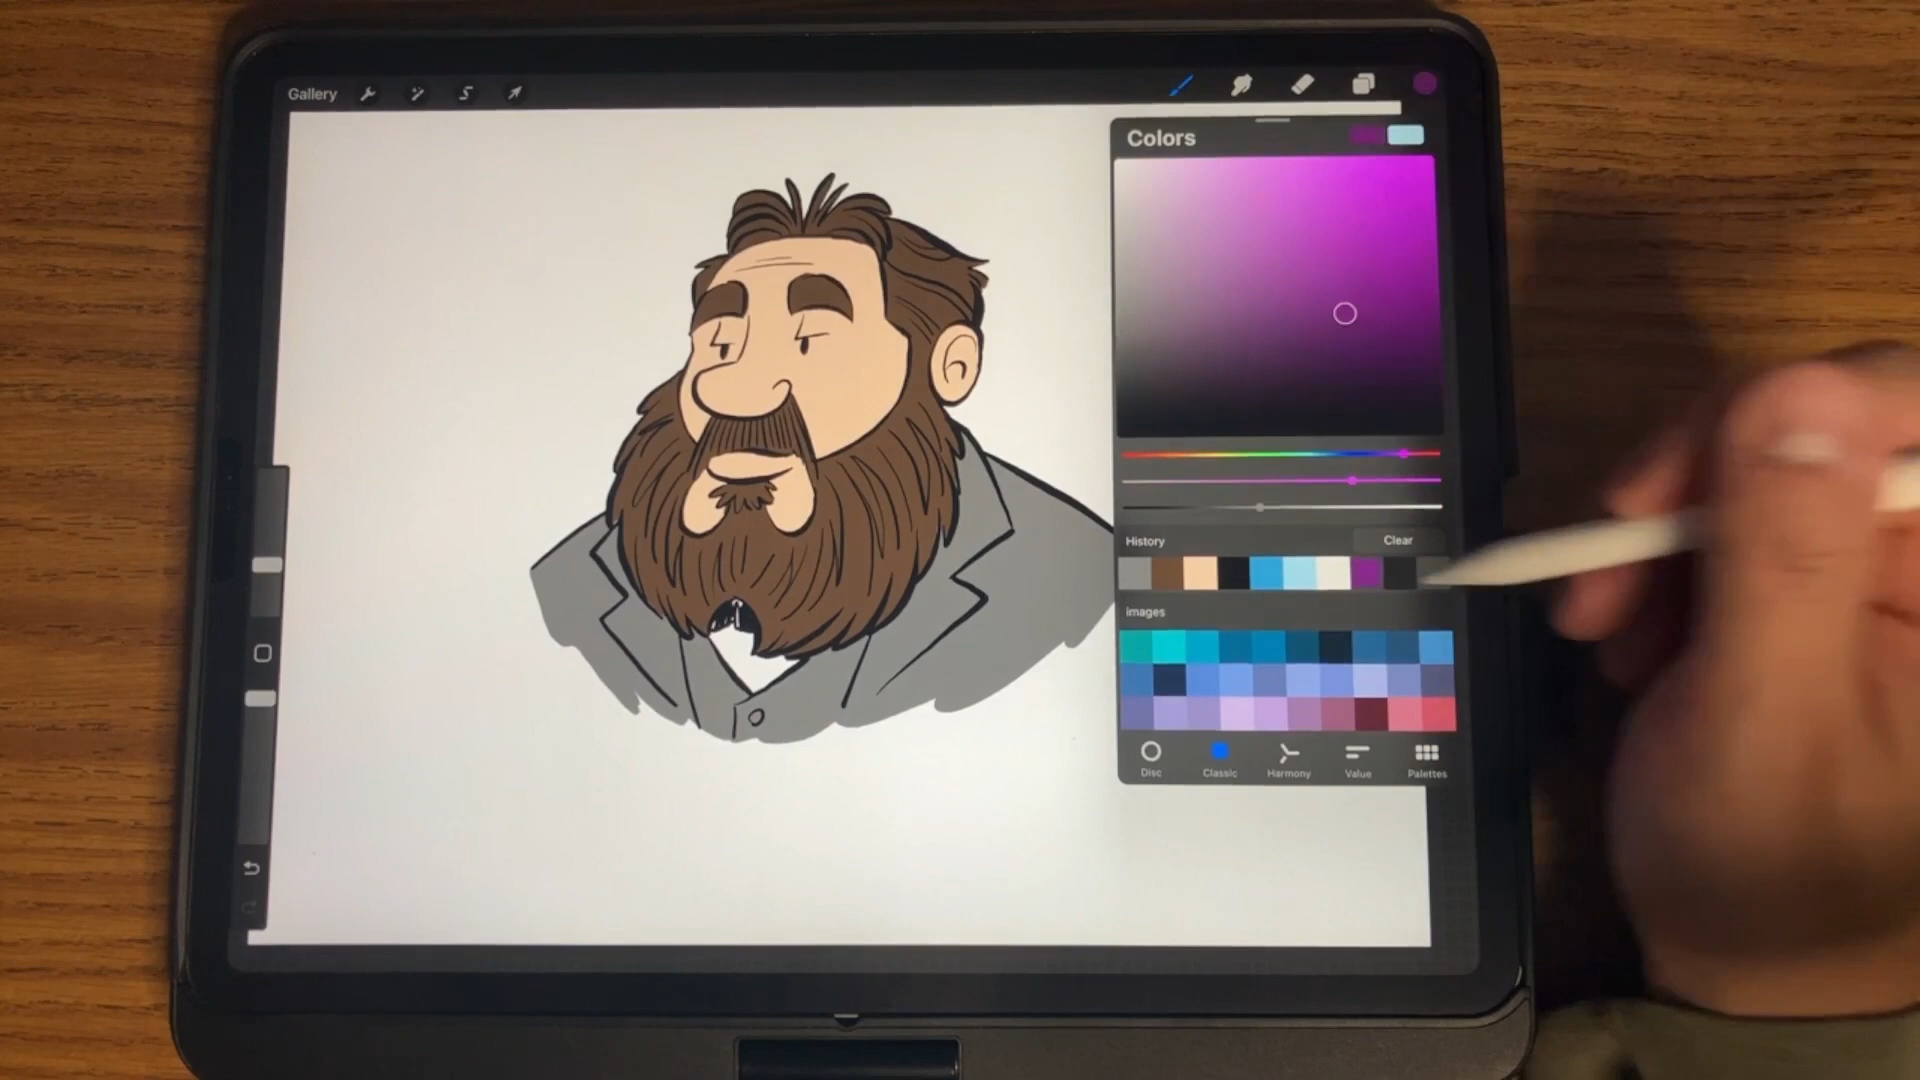 Gallery
Colors
History
Clear
images
Disc
Classic
Harmony
Value
Palettes